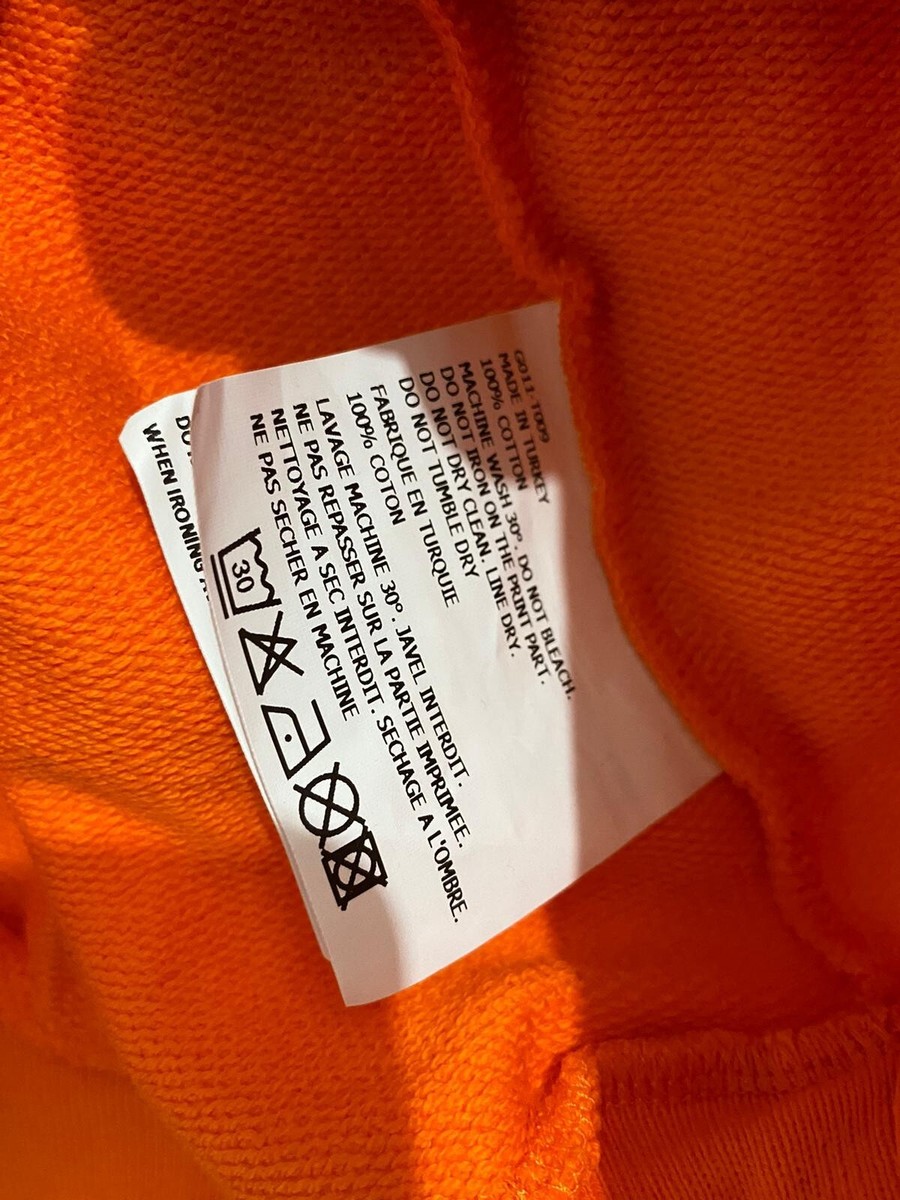 G011-T009
MADE IN TURKEY
100% COTTON
MACHINE WASH 30°. DO NOT BLEACH.
DO NOT IRON ON THE PRINT PART.
DO NOT DRY CLEAN. LINE DRY.
DO NOT TUMBLE DRY
FABRIQUE EN TURQUIE
100% COTON
LAVAGE MACHINE 30°. JAVEL INTERDIT.
NE PAS REPASSER SUR LA PARTIE IMPRIMEE.
NETTOYAGE A SEC INTERDIT. SECHAGE A L'OMBRE.
NE PAS SECHER EN MACHINE
30
WHEN IRONING